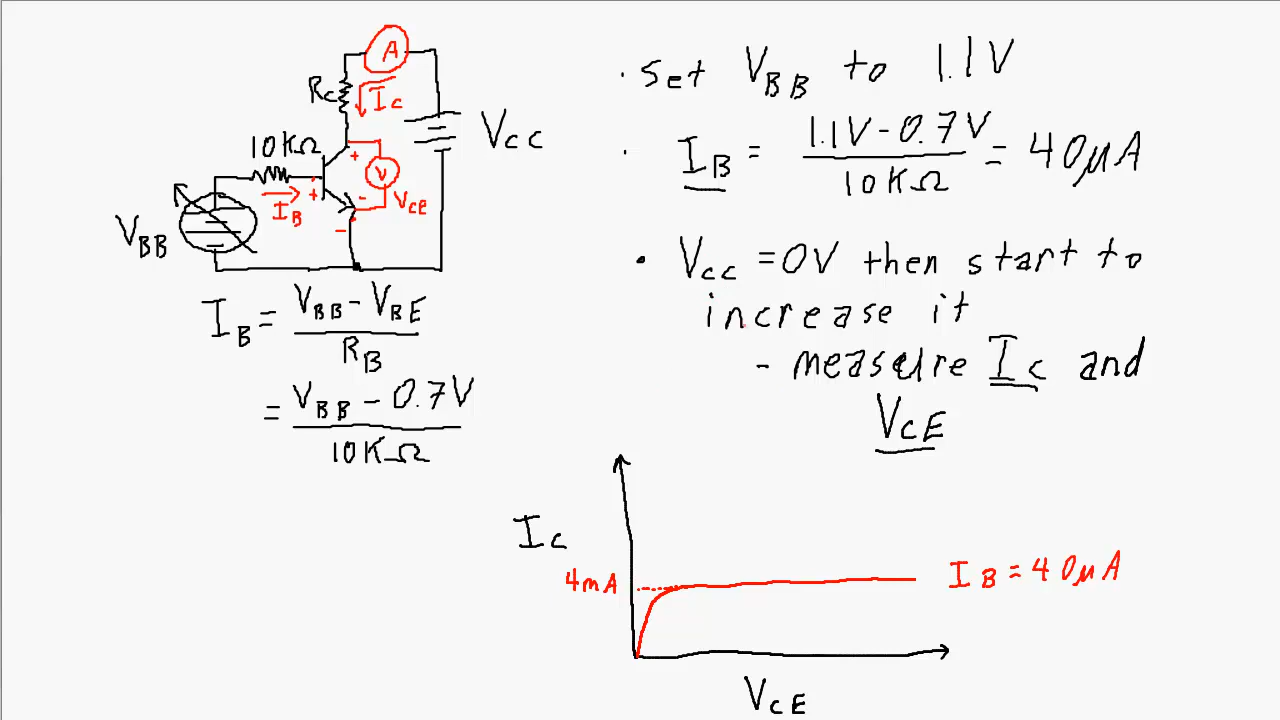 A
Rc
Ic
10KΩ
VCC
+
V
-
+
IB
VCE
-
VBB
IB = VBB - VBE
RB
= VBB - 0.7V
10KΩ
· Set VBB to 1.1V
· IB = 1.1V - 0.7V = 40μA
10KΩ
• Vcc = 0V then start to
increase it
- measure Ic and
VCE
Ic
4mA
IB = 40μA
VCE